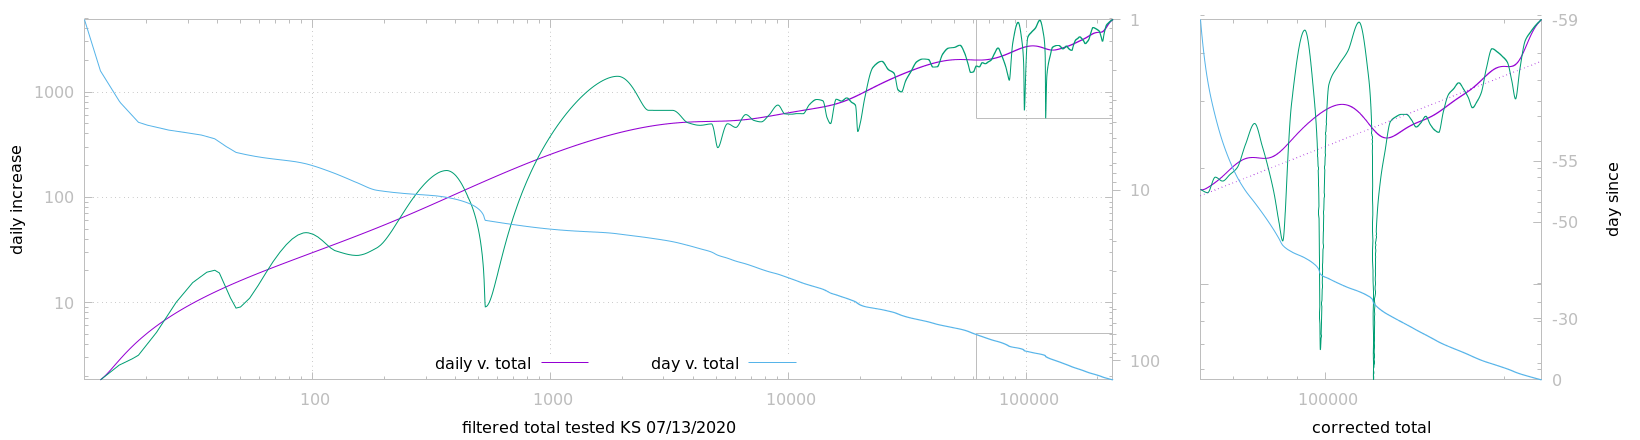 daily increase
1000
100
10
100
1000
10000
100000
1
10
100
daily v. total
day v. total
filtered total tested KS 07/13/2020
100000
corrected total
-59
-55
-50
-30
0
day since